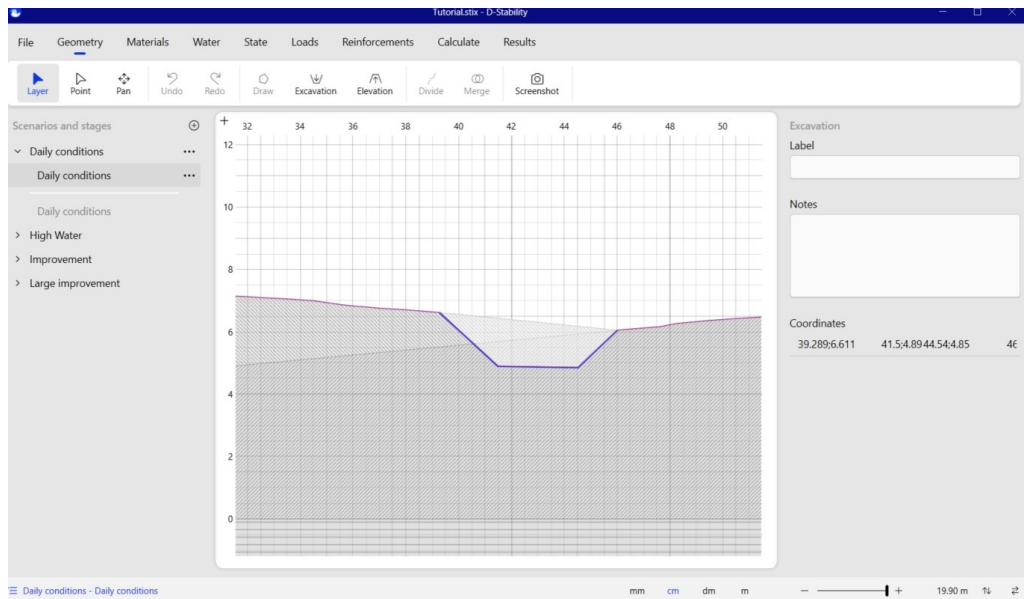 Tutorial.stix - D-Stability
File Geometry Materials Water State Loads Reinforcements Calculate Results
Layer Point Pan Undo Redo Draw Excavation Elevation Divide Merge Screenshot
Scenarios and stages
Daily conditions
Daily conditions
Daily conditions
High Water
Improvement
Large improvement
32 34 36 38 40 42 44 46 48 50
12
10
8
6
4
2
0
Excavation
Label
Notes
Coordinates
39.289;6.611 41.5;4.89 44.54;4.85 46
Daily conditions - Daily conditions
mm cm dm m
19.90 m